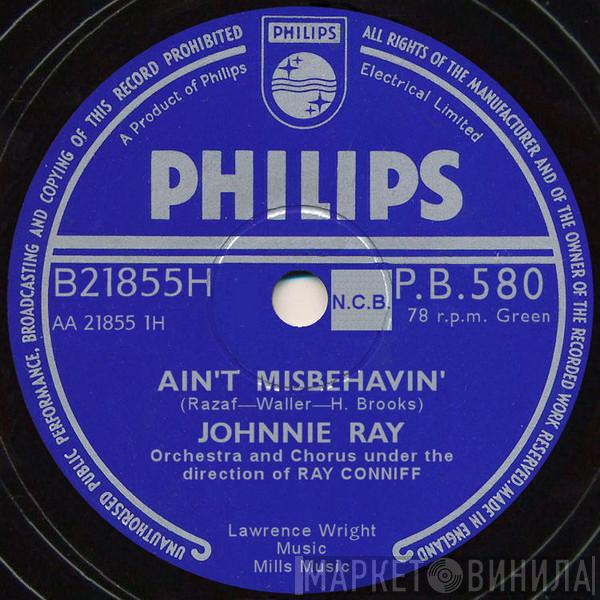 UNAUTHORISED PUBLIC PERFORMANCE, BROADCASTING AND COPYING OF THIS RECORD PROHIBITED
ALL RIGHTS OF THE MANUFACTURER AND OF THE OWNER OF THE RECORDED WORK RESERVED. MADE IN ENGLAND
PHILIPS
A Product of Philips Electrical Limited
PHILIPS
B21855H
N.C.B.
P.B.580
AA 21855 1H
78 r.p.m. Green
AIN'T MISBEHAVIN'
(Razaf—Waller—H. Brooks)
JOHNNIE RAY
Orchestra and Chorus under the
direction of RAY CONNIFF
Lawrence Wright
Music
Mills Music
МАРКЕТ ВИНИЛА